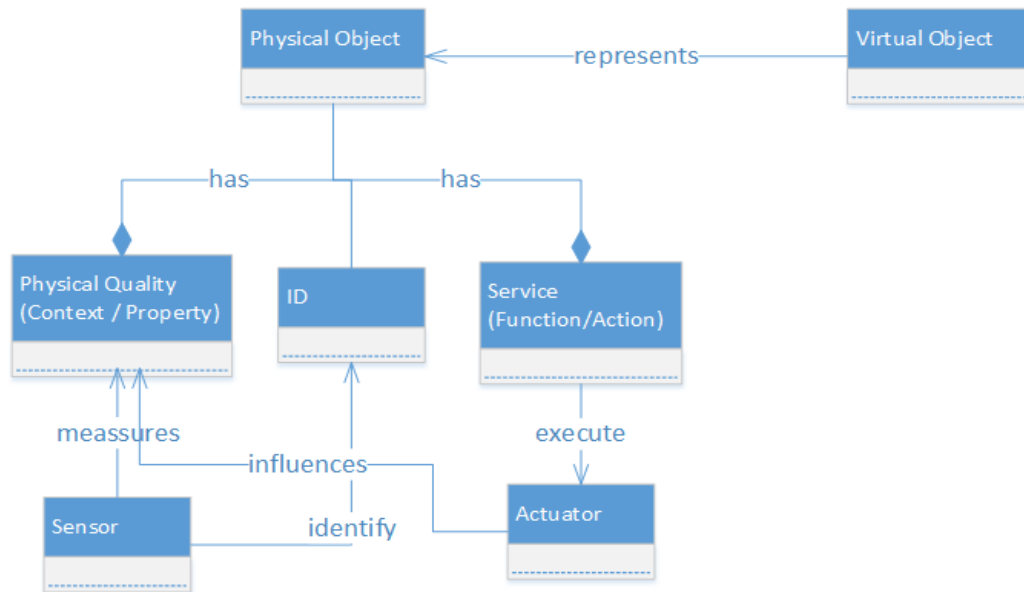 Physical Object
Virtual Object
represents
has
has
Physical Quality
(Context / Property)
ID
Service
(Function/Action)
meassures
execute
influences
Sensor
identify
Actuator